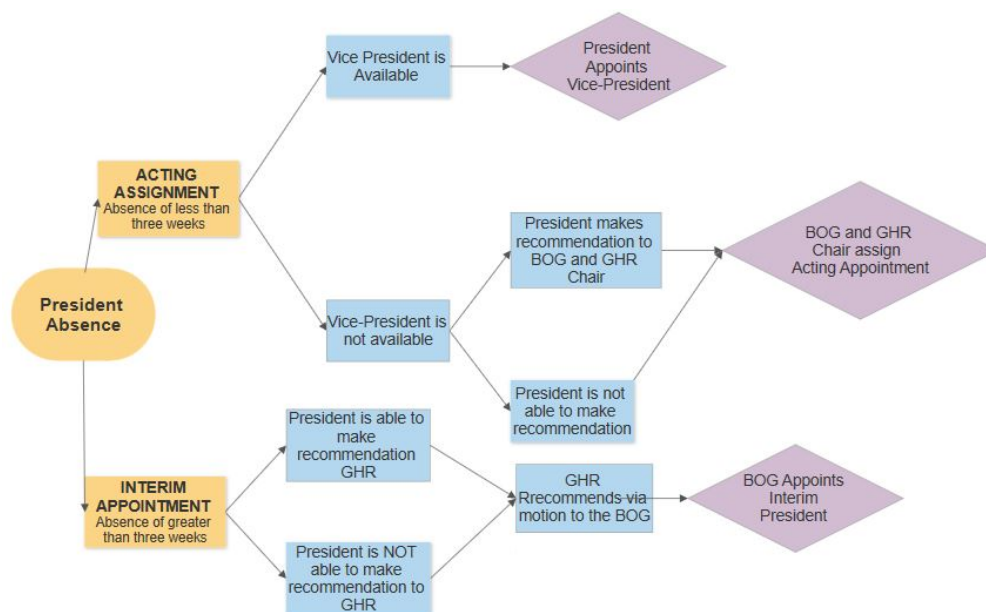 Vice President is
Available
President
Appoints
Vice-President
ACTING
ASSIGNMENT
Absence of less than
three weeks
President makes
recommendation to
BOG and GHR
Chair
BOG and GHR
Chair assign
Acting Appointment
President
Absence
Vice-President is
not available
President is not
able to make
recommendation
President is able to
make
recommendation
GHR
INTERIM
APPOINTMENT
Absence of greater
than three weeks
GHR
Rrecommends via
motion to the BOG
BOG Appoints
Interim
President
President is NOT
able to make
recommendation to
GHR